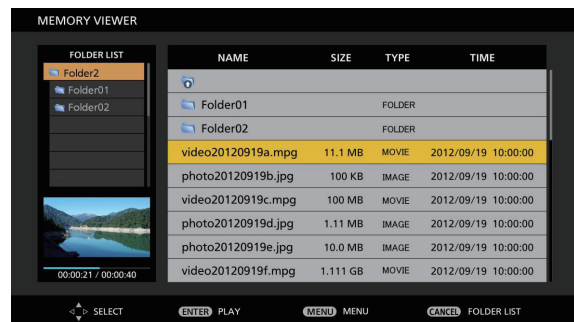 MEMORY VIEWER
FOLDER LIST
Folder2
Folder01
Folder02
00:00:21 / 00:00:40
NAME SIZE TYPE TIME
Folder01 FOLDER
Folder02 FOLDER
video20120919a.mpg 11.1 MB MOVIE 2012/09/19 10:00:00
photo20120919b.jpg 100 KB IMAGE 2012/09/19 10:00:00
video20120919c.mpg 100 MB MOVIE 2012/09/19 10:00:00
photo20120919d.jpg 1.11 MB IMAGE 2012/09/19 10:00:00
photo20120919e.jpg 10.0 MB IMAGE 2012/09/19 10:00:00
video20120919f.mpg 1.111 GB MOVIE 2012/09/19 10:00:00
SELECT ENTER PLAY MENU MENU CANCEL FOLDER LIST